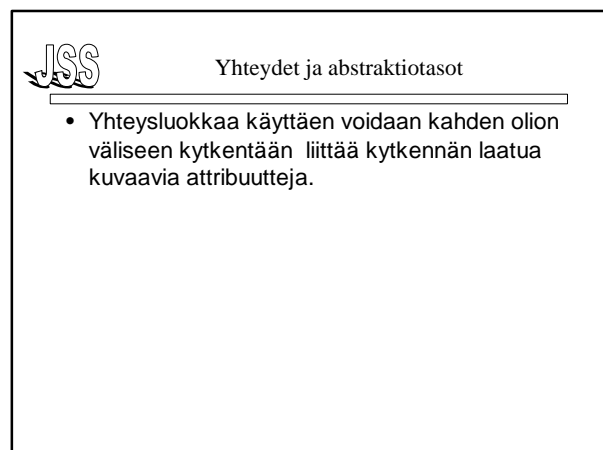 JSS
Yhteydet ja abstraktiotasot
• Yhteysluokkaa käyttäen voidaan kahden olion
väliseen kytkentään liittää kytkennän laatua
kuvaavia attribuutteja.